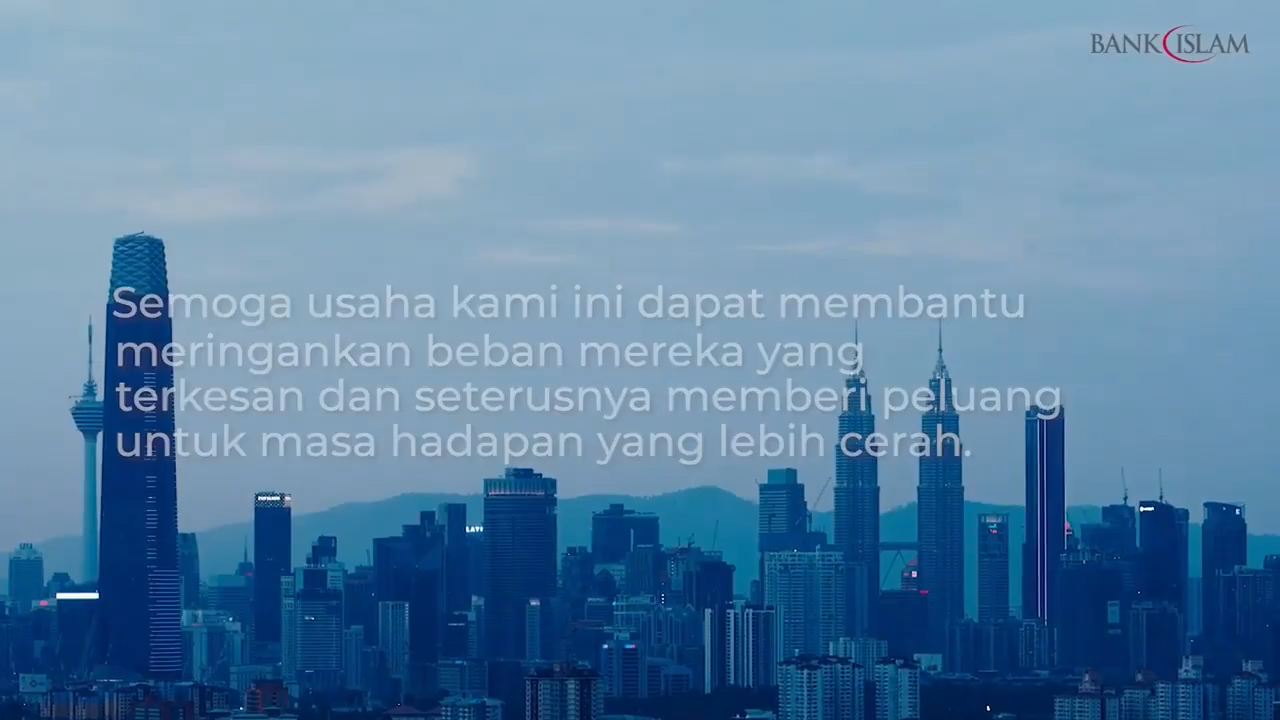 BANK ISLAM
Semoga usaha kami ini dapat membantu
meringankan beban mereka yang
terkesan dan seterusnya memberi peluang
untuk masa hadapan yang lebih cerah.